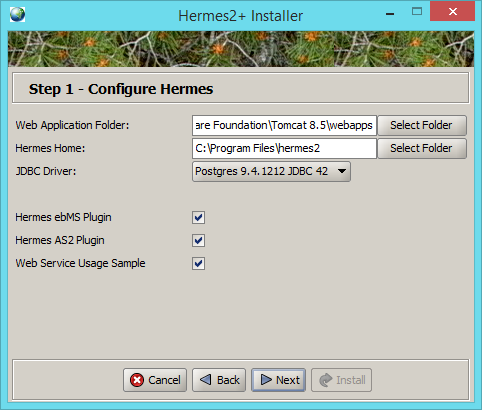 Hermes2+ Installer
Step 1 - Configure Hermes
Web Application Folder: are Foundation\Tomcat 8.5\webapps Select Folder
Hermes Home: C:\Program Files\hermes2 Select Folder
JDBC Driver: Postgres 9.4.1212 JDBC 42
Hermes ebMS Plugin
Hermes AS2 Plugin
Web Service Usage Sample
Cancel Back Next Install